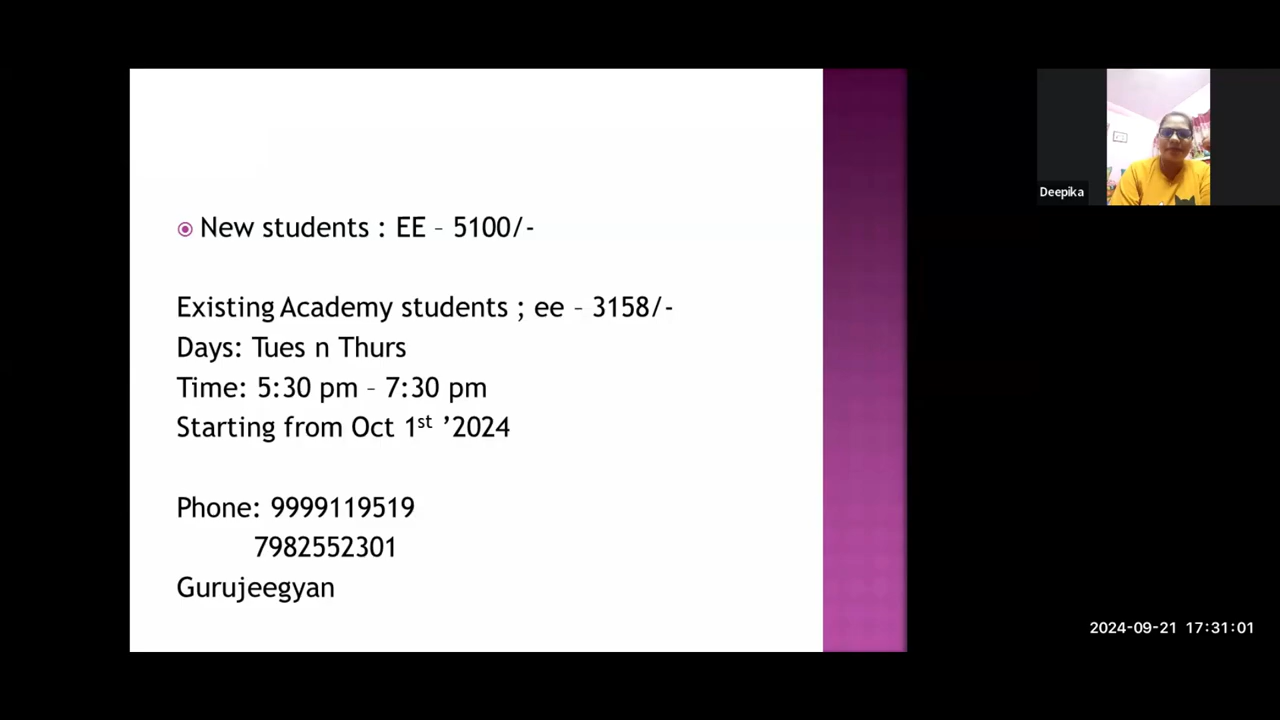 New students : EE – 5100/-
Existing Academy students ; ee – 3158/-
Days: Tues n Thurs
Time: 5:30 pm – 7:30 pm
Starting from Oct 1st ’2024
Phone: 9999119519
7982552301
Gurujeegyan
Deepika
2024-09-21 17:31:01